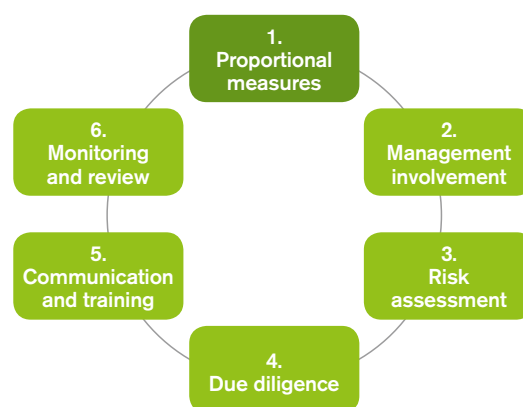 1.
Proportional
measures
2.
Management
involvement
3.
Risk
assessment
4.
Due diligence
5.
Communication
and training
6.
Monitoring
and review